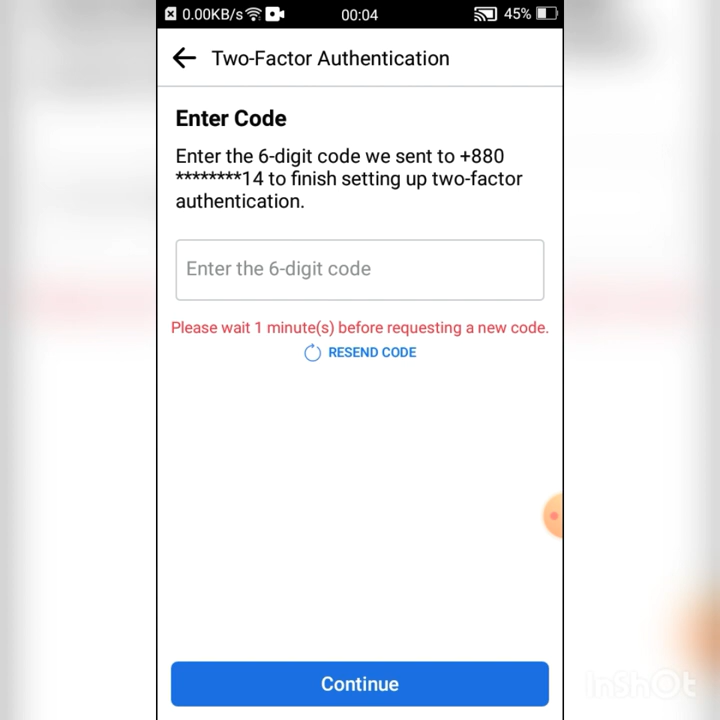 0.00KB/s 00:04 45%
Two-Factor Authentication
Enter Code
Enter the 6-digit code we sent to +880
********14 to finish setting up two-factor
authentication.
Enter the 6-digit code
Please wait 1 minute(s) before requesting a new code.
RESEND CODE
Continue
InShOt